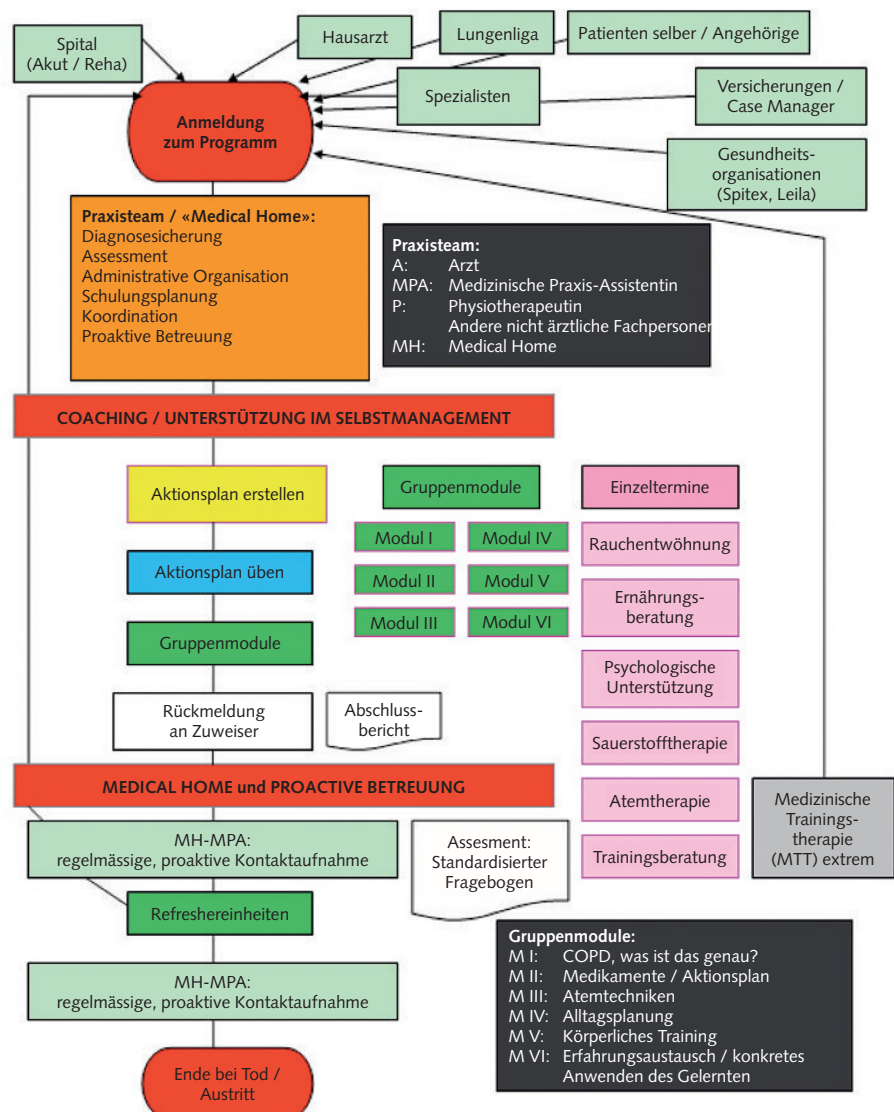 Spital
(Akut / Reha)
Hausarzt
Lungenliga
Patienten selber / Angehörige
Spezialisten
Versicherungen /
Case Manager
Gesundheits-
organisationen
(Spitex, Leila)
Anmeldung
zum Programm
Praxisteam / «Medical Home»:
Diagnosesicherung
Assessment
Administrative Organisation
Schulungsplanung
Koordination
Proaktive Betreuung
Praxisteam:
A: Arzt
MPA: Medizinische Praxis-Assistentin
P: Physiotherapeutin
Andere nicht ärztliche Fachpersonen
MH: Medical Home
COACHING / UNTERSTÜTZUNG IM SELBSTMANAGEMENT
Aktionsplan erstellen
Aktionsplan üben
Gruppenmodule
Rückmeldung
an Zuweiser
Abschluss-
bericht
Gruppenmodule
Modul I
Modul IV
Modul II
Modul V
Modul III
Modul VI
Einzeltermine
Rauchentwöhnung
Ernährungs-
beratung
Psychologische
Unterstützung
Sauerstofftherapie
Atemtherapie
Trainingsberatung
Medizinische
Trainings-
therapie
(MTT) extrem
MEDICAL HOME und PROACTIVE BETREUUNG
MH-MPA:
regelmässige, proaktive Kontaktaufnahme
Assesment:
Standardisierter
Fragebogen
Refreshereinheiten
MH-MPA:
regelmässige, proaktive Kontaktaufnahme
Ende bei Tod /
Austritt
Gruppenmodule:
M I: COPD, was ist das genau?
M II: Medikamente / Aktionsplan
M III: Atemtechniken
M IV: Alltagsplanung
M V: Körperliches Training
M VI: Erfahrungsaustausch / konkretes
Anwenden des Gelernten